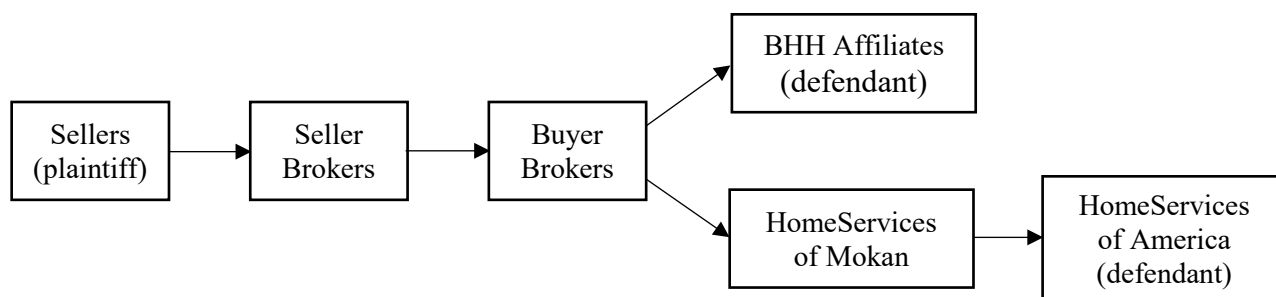 Sellers
(plaintiff)
Seller
Brokers
Buyer
Brokers
BHH Affiliates
(defendant)
HomeServices
of Mokan
HomeServices
of America
(defendant)